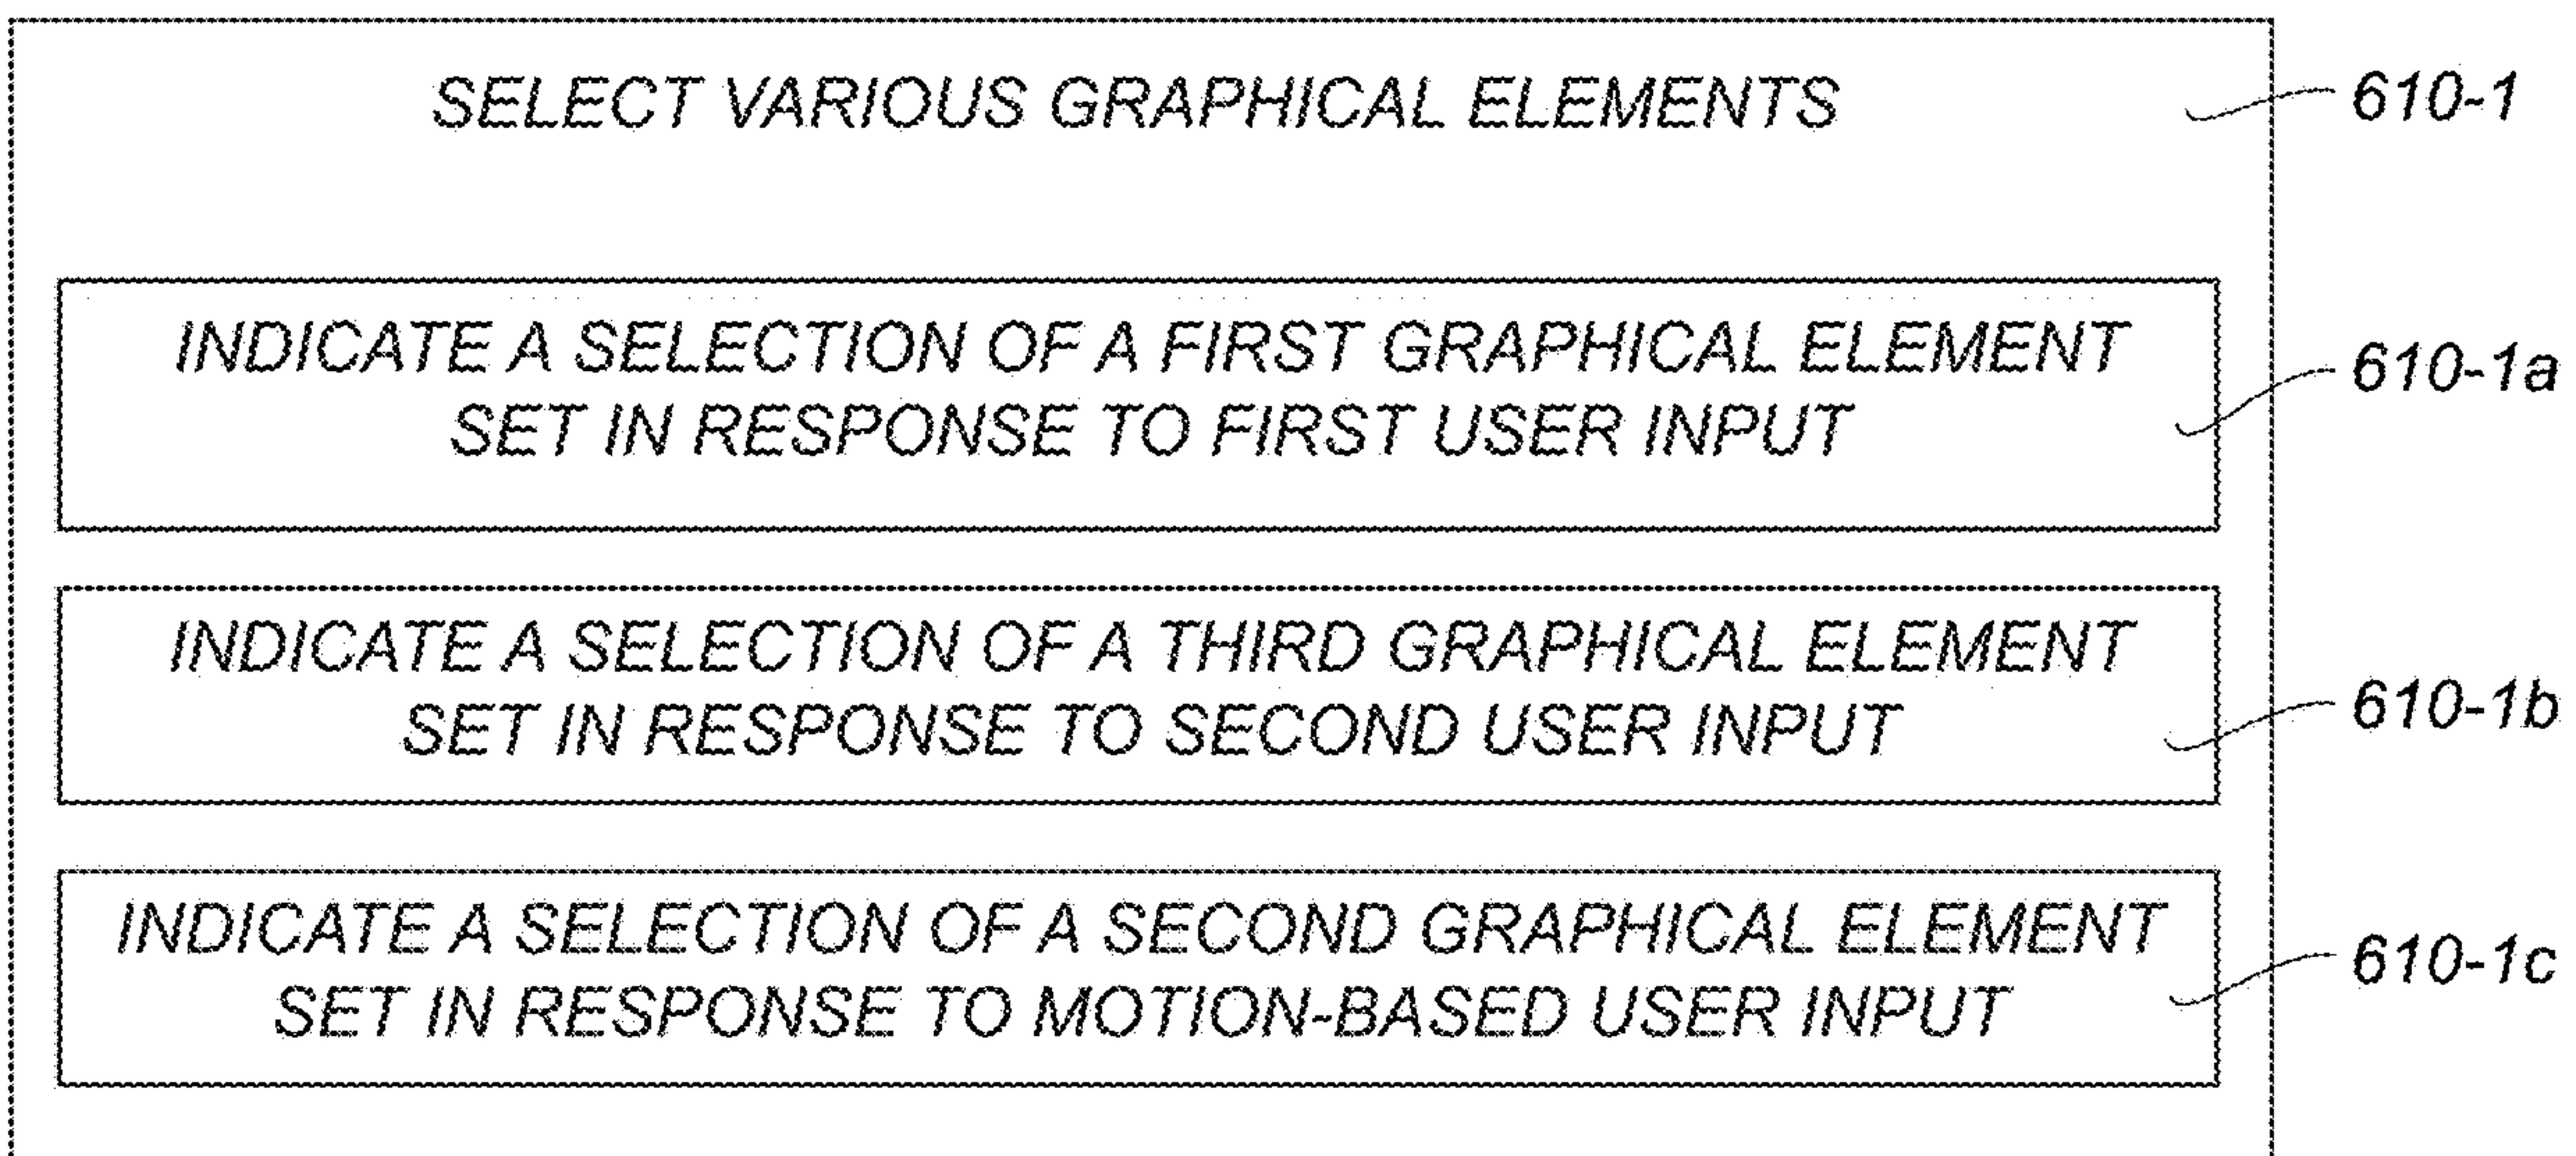 SELECT VARIOUS GRAPHICAL ELEMENTS
610-1
INDICATE A SELECTION OF A FIRST GRAPHICAL ELEMENT
SET IN RESPONSE TO FIRST USER INPUT
610-1a
INDICATE A SELECTION OF A THIRD GRAPHICAL ELEMENT
SET IN RESPONSE TO SECOND USER INPUT
610-1b
INDICATE A SELECTION OF A SECOND GRAPHICAL ELEMENT
SET IN RESPONSE TO MOTION-BASED USER INPUT
610-1c